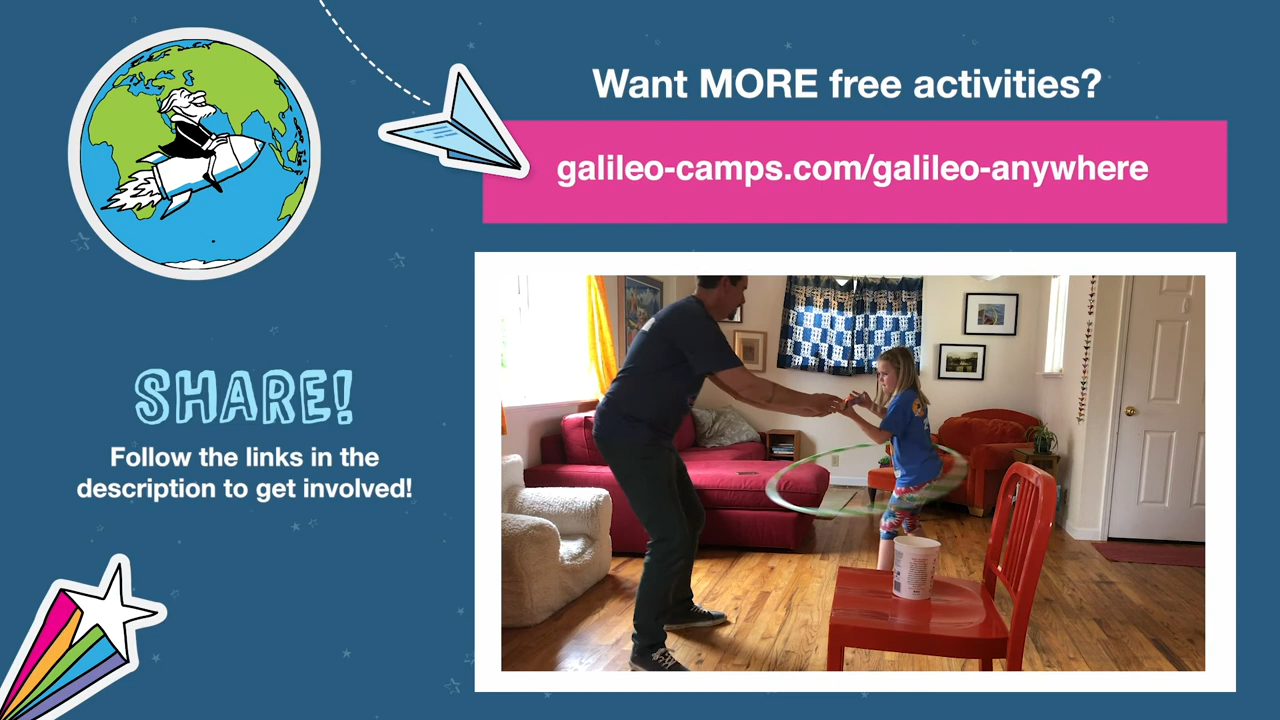 Want MORE free activities?
galileo-camps.com/galileo-anywhere
SHARE!
Follow the links in the
description to get involved!